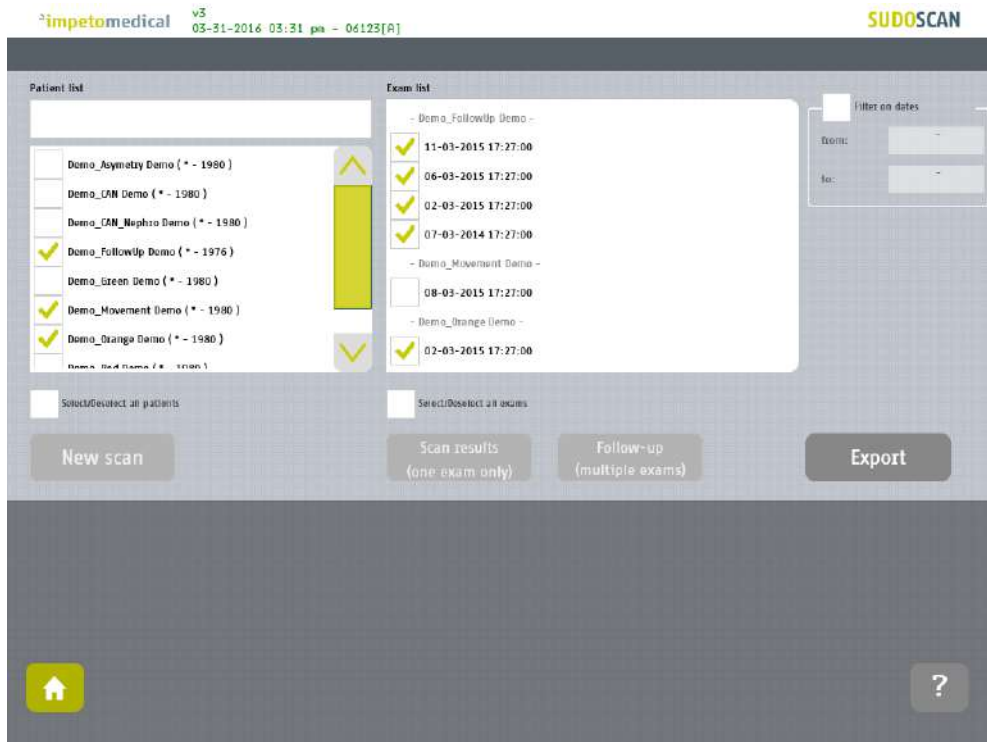 impetomedical
v3
03-31-2016 03:31 pm - 06123[A]
SUDOSCAN
Patient list
Demo_Asymetry Demo ( * - 1980 )
Demo_CAN Demo ( * - 1980 )
Demo_CAN_Nephro Demo ( * - 1980 )
Demo_FollowUp Demo ( * - 1976 )
Demo_Green Demo ( * - 1980 )
Demo_Movement Demo ( * - 1980 )
Demo_Orange Demo ( * - 1980 )
Demo_Red Demo ( * - 1980 )
Select/Deselect all patients
New scan
Exam list
- Demo_FollowUp Demo -
11-03-2015 17:27:00
06-03-2015 17:27:00
02-03-2015 17:27:00
07-03-2014 17:27:00
- Demo_Movement Demo -
08-03-2015 17:27:00
- Demo_Orange Demo -
02-03-2015 17:27:00
Select/Deselect all exams
Scan results
(one exam only)
Follow-up
(multiple exams)
Filter on dates
from:
-
to:
-
Export
?